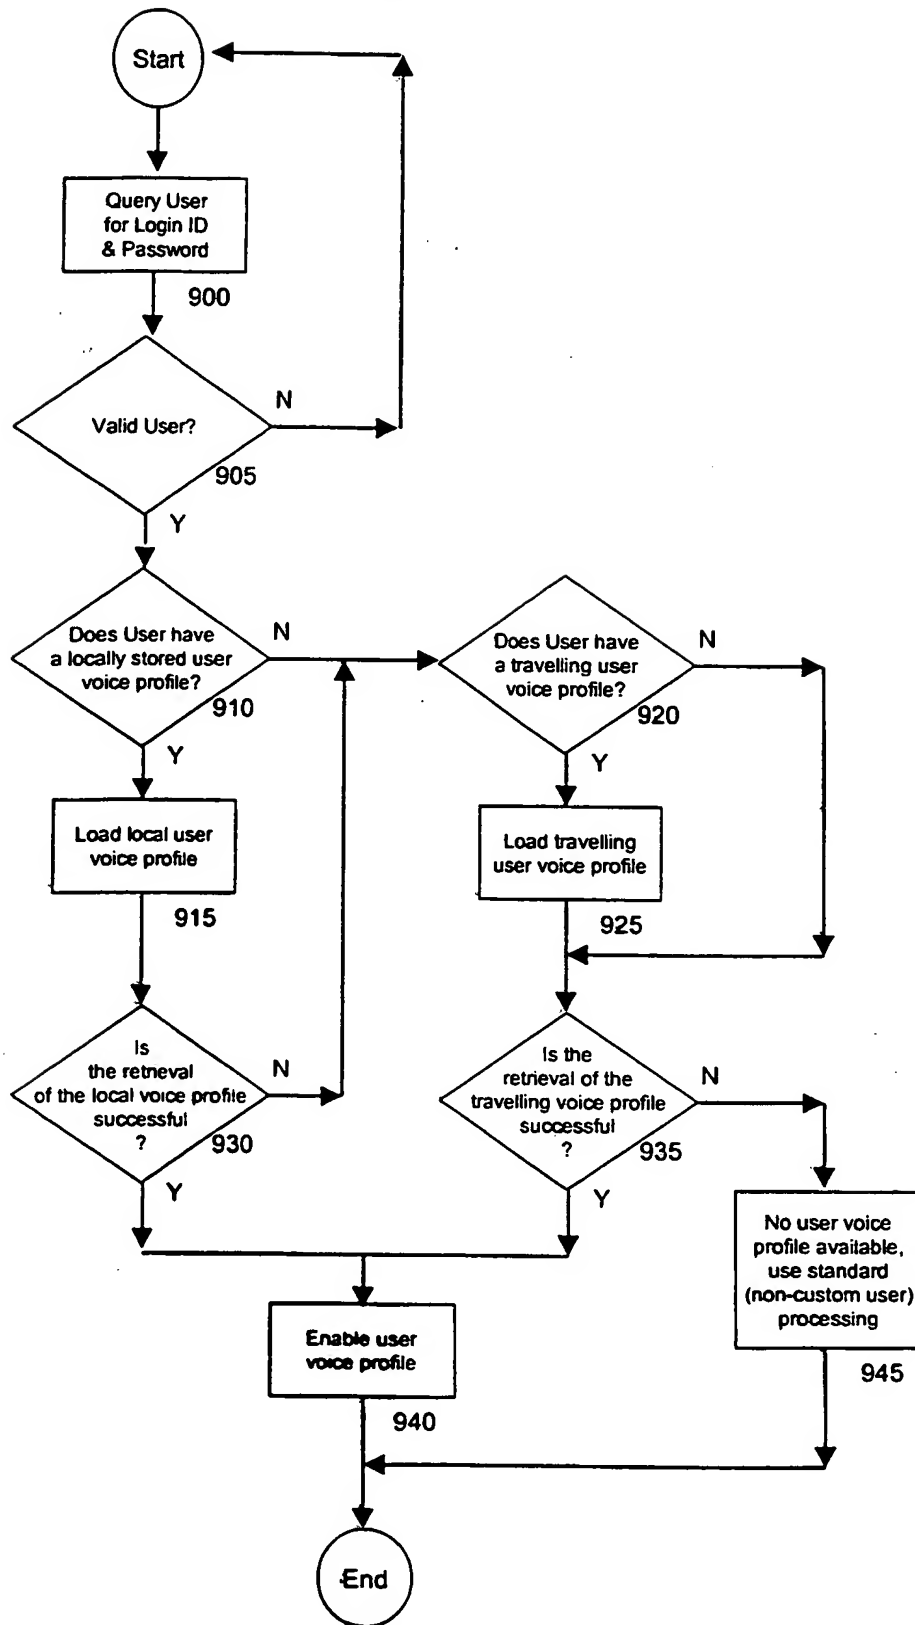 Start
Query User
for Login ID
& Password
900
Valid User?
N
905
Y
Does User have
a locally stored user
voice profile?
N
910
Y
Does User have
a travelling user
voice profile?
N
920
Y
Load local user
voice profile
915
Load travelling
user voice profile
925
Is
the retrieval
of the local voice profile
successful
?
N
930
Y
Is the
retrieval of the
travelling voice profile
successful
?
N
935
Y
No user voice
profile available,
use standard
(non-custom user)
processing
945
Enable user
voice profile
940
End